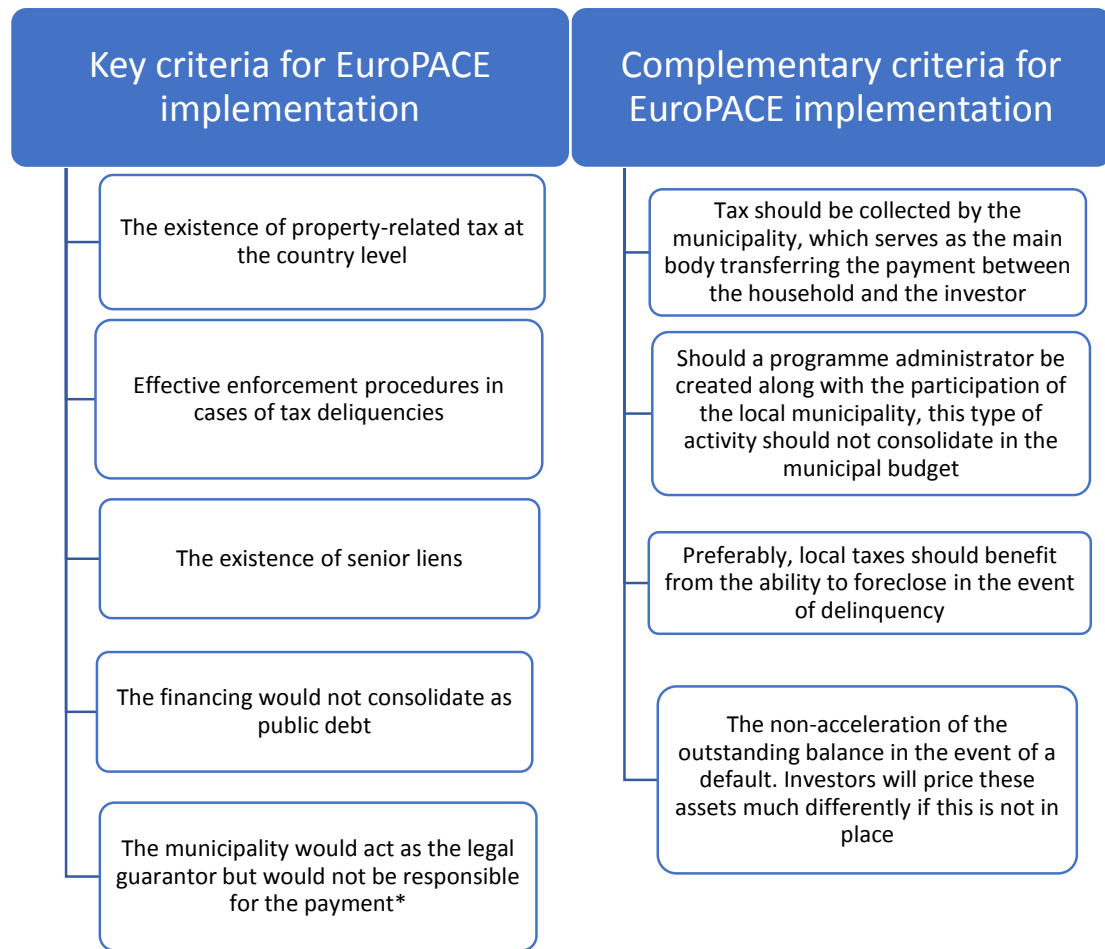 Key criteria for EuroPACE
implementation
The existence of property-related tax at
the country level
Effective enforcement procedures in
cases of tax deliquencies
The existence of senior liens
The financing would not consolidate as
public debt
The municipality would act as the legal
guarantor but would not be responsible
for the payment*
Complementary criteria for
EuroPACE implementation
Tax should be collected by the
municipality, which serves as the main
body transferring the payment between
the household and the investor
Should a programme administrator be
created along with the participation of
the local municipality, this type of
activity should not consolidate in the
municipal budget
Preferably, local taxes should benefit
from the ability to foreclose in the event
of delinquency
The non-acceleration of the
outstanding balance in the event of a
default. Investors will price these
assets much differently if this is not in
place